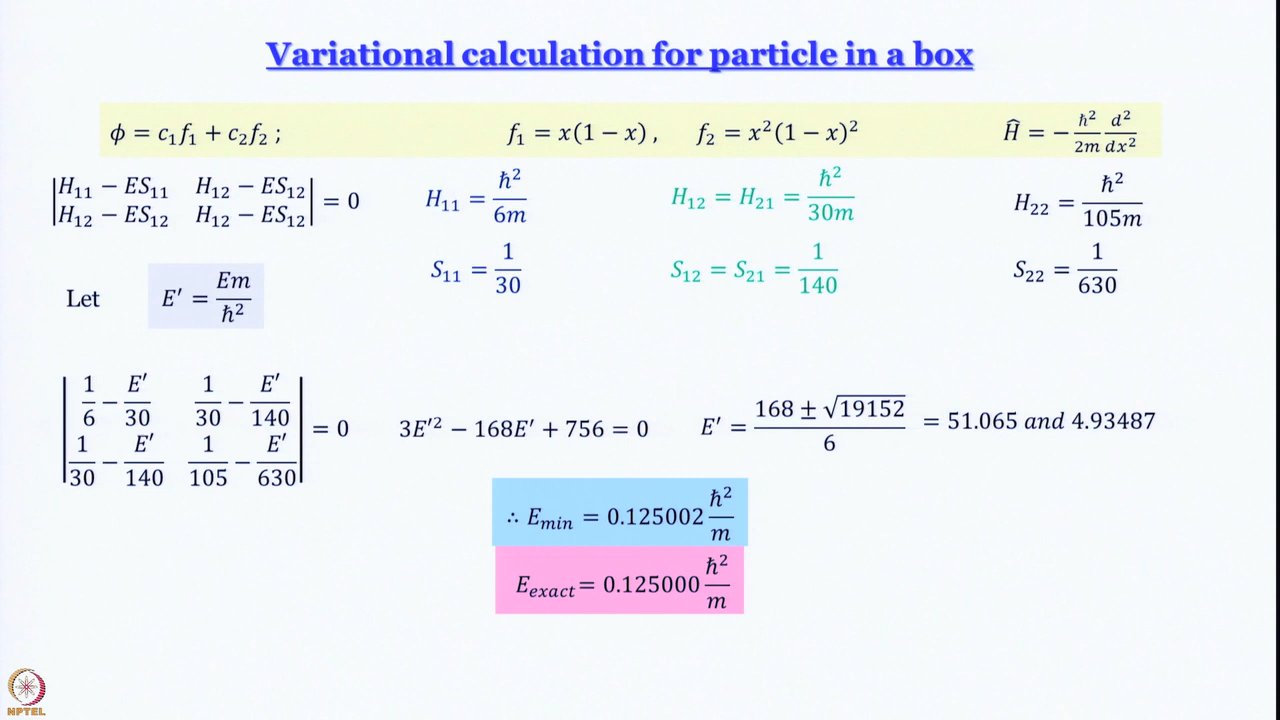 Variational calculation for particle in a box
ϕ = c₁f₁ + c₂f₂ ; f₁ = x(1 − x) , f₂ = x²(1 − x)² Ĥ = −ℏ²/2m d²/dx²
|H₁₁ − ES₁₁ H₁₂ − ES₁₂|
|H₁₂ − ES₁₂ H₁₂ − ES₁₂| = 0
H₁₁ = ℏ²/6m H₁₂ = H₂₁ = ℏ²/30m H₂₂ = ℏ²/105m
S₁₁ = 1/30 S₁₂ = S₂₁ = 1/140 S₂₂ = 1/630
Let E′ = Em/ℏ²
|1/6 − E′/30 1/30 − E′/140|
|1/30 − E′/140 1/105 − E′/630| = 0
3E′² − 168E′ + 756 = 0
E′ = (168 ± √19152)/6 = 51.065 and 4.93487
∴ Eₘᵢₙ = 0.125002 ℏ²/m
E_exact = 0.125000 ℏ²/m
NPTEL